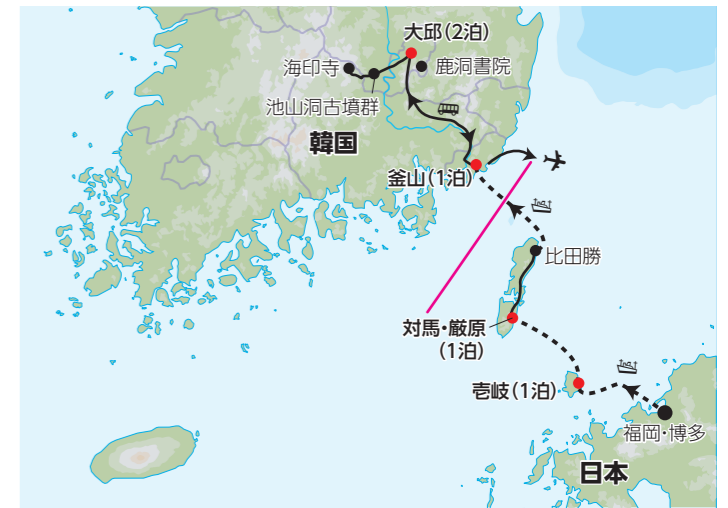 大邱(2泊)
海印寺
鹿洞書院
池山洞古墳群
韓国
釜山(1泊)
比田勝
対馬・厳原
(1泊)
壱岐(1泊)
福岡・博多
日本